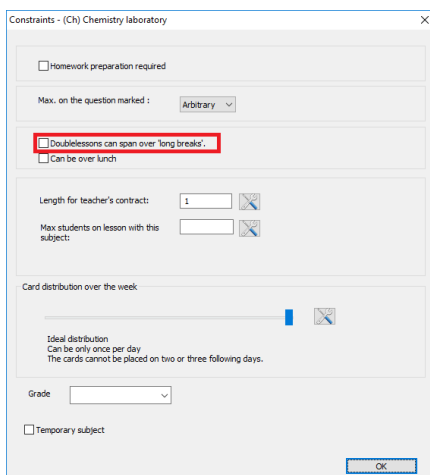 Constraints - (Ch) Chemistry laboratory
Homework preparation required
Max. on the question marked :
Arbitrary
Doublelessons can span over 'long breaks'.
Can be over lunch
Length for teacher's contract:
1
Max students on lesson with this
subject:
Card distribution over the week
Ideal distribution
Can be only once per day
The cards cannot be placed on two or three following days.
Grade
Temporary subject
OK